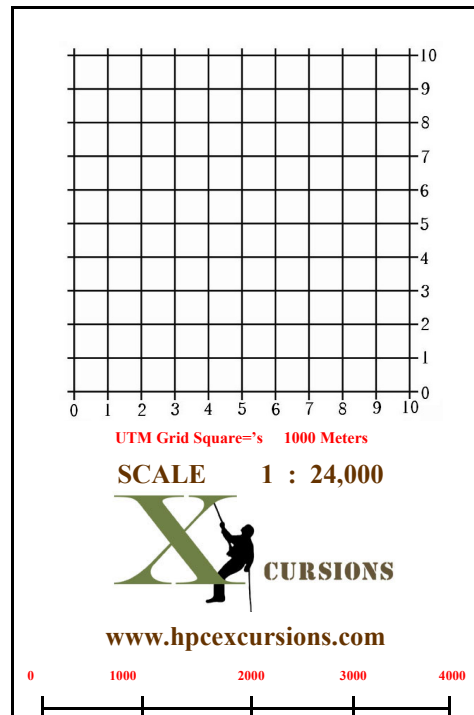 10
9
8
7
6
5
4
3
2
1
0
0 1 2 3 4 5 6 7 8 9 10
UTM Grid Square=’s 1000 Meters
SCALE 1 : 24,000
X CURSIONS
www.hpcexcursions.com
0 1000 2000 3000 4000